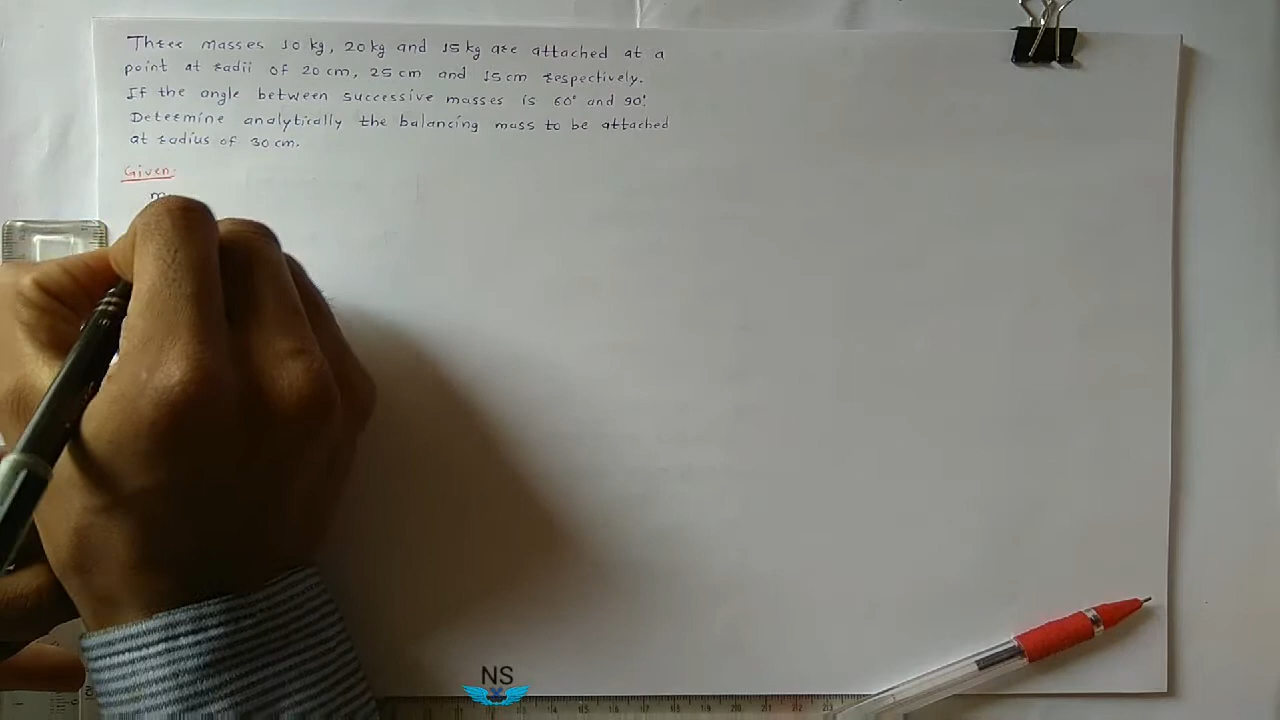 Three masses 10 kg, 20 kg and 15 kg are attached at a
point at radii of 20 cm, 25 cm and 15 cm respectively.
If the angle between successive masses is 60° and 90°.
Determine analytically the balancing mass to be attached
at radius of 30 cm.
Given:
m
NS